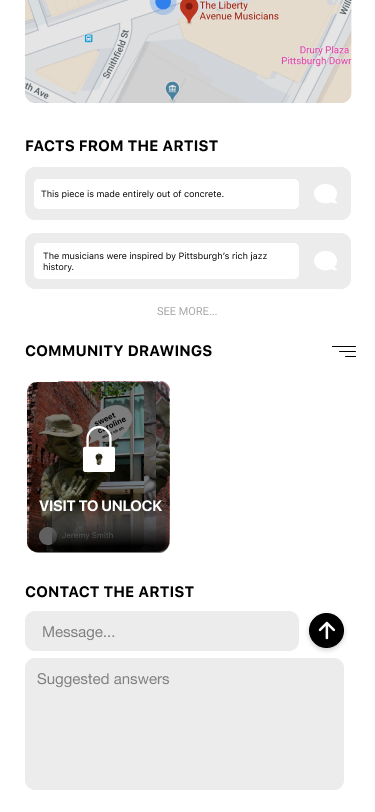 The Liberty
Avenue Musicians
Smithfield St
Drury Plaza
Pittsburgh Dowr
th Ave
FACTS FROM THE ARTIST
This piece is made entirely out of concrete.
The musicians were inspired by Pittsburgh's rich jazz
history.
SEE MORE...
COMMUNITY DRAWINGS
sweet
caroline
VISIT TO UNLOCK
Jeremy Smith
CONTACT THE ARTIST
Message...
Suggested answers